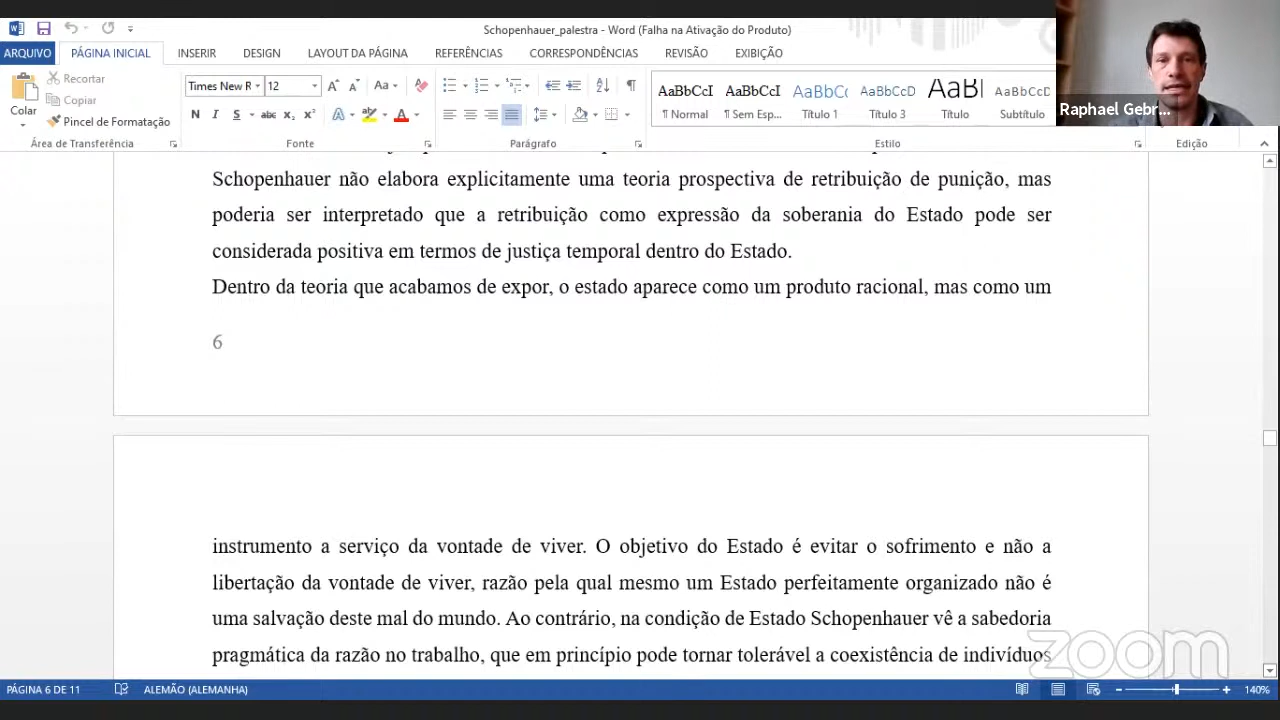 Schopenhauer_palestra - Word (Falha na Ativação do Produto)
ARQUIVO PÁGINA INICIAL INSERIR DESIGN LAYOUT DA PÁGINA REFERÊNCIAS CORRESPONDÊNCIAS REVISÃO EXIBIÇÃO
Colar
Recortar
Copiar
Pincel de Formatação
Área de Transferência
Times New R 12
N I S abc x₂ x²
Fonte
Parágrafo
AaBbCcI AaBbCcI AaBbCc AaBbCcD AaBl AaBbCcD
¶ Normal ¶ Sem Esp... Título 1 Título 3 Título Subtítulo
Estilo
Edição
Raphael Gebr...
Schopenhauer não elabora explicitamente uma teoria prospectiva de retribuição de punição, mas
poderia ser interpretado que a retribuição como expressão da soberania do Estado pode ser
considerada positiva em termos de justiça temporal dentro do Estado.
Dentro da teoria que acabamos de expor, o estado aparece como um produto racional, mas como um
6
instrumento a serviço da vontade de viver. O objetivo do Estado é evitar o sofrimento e não a
libertação da vontade de viver, razão pela qual mesmo um Estado perfeitamente organizado não é
uma salvação deste mal do mundo. Ao contrário, na condição de Estado Schopenhauer vê a sabedoria
pragmática da razão no trabalho, que em princípio pode tornar tolerável a coexistência de indivíduos
zoom
PÁGINA 6 DE 11 ALEMÃO (ALEMANHA) 140%